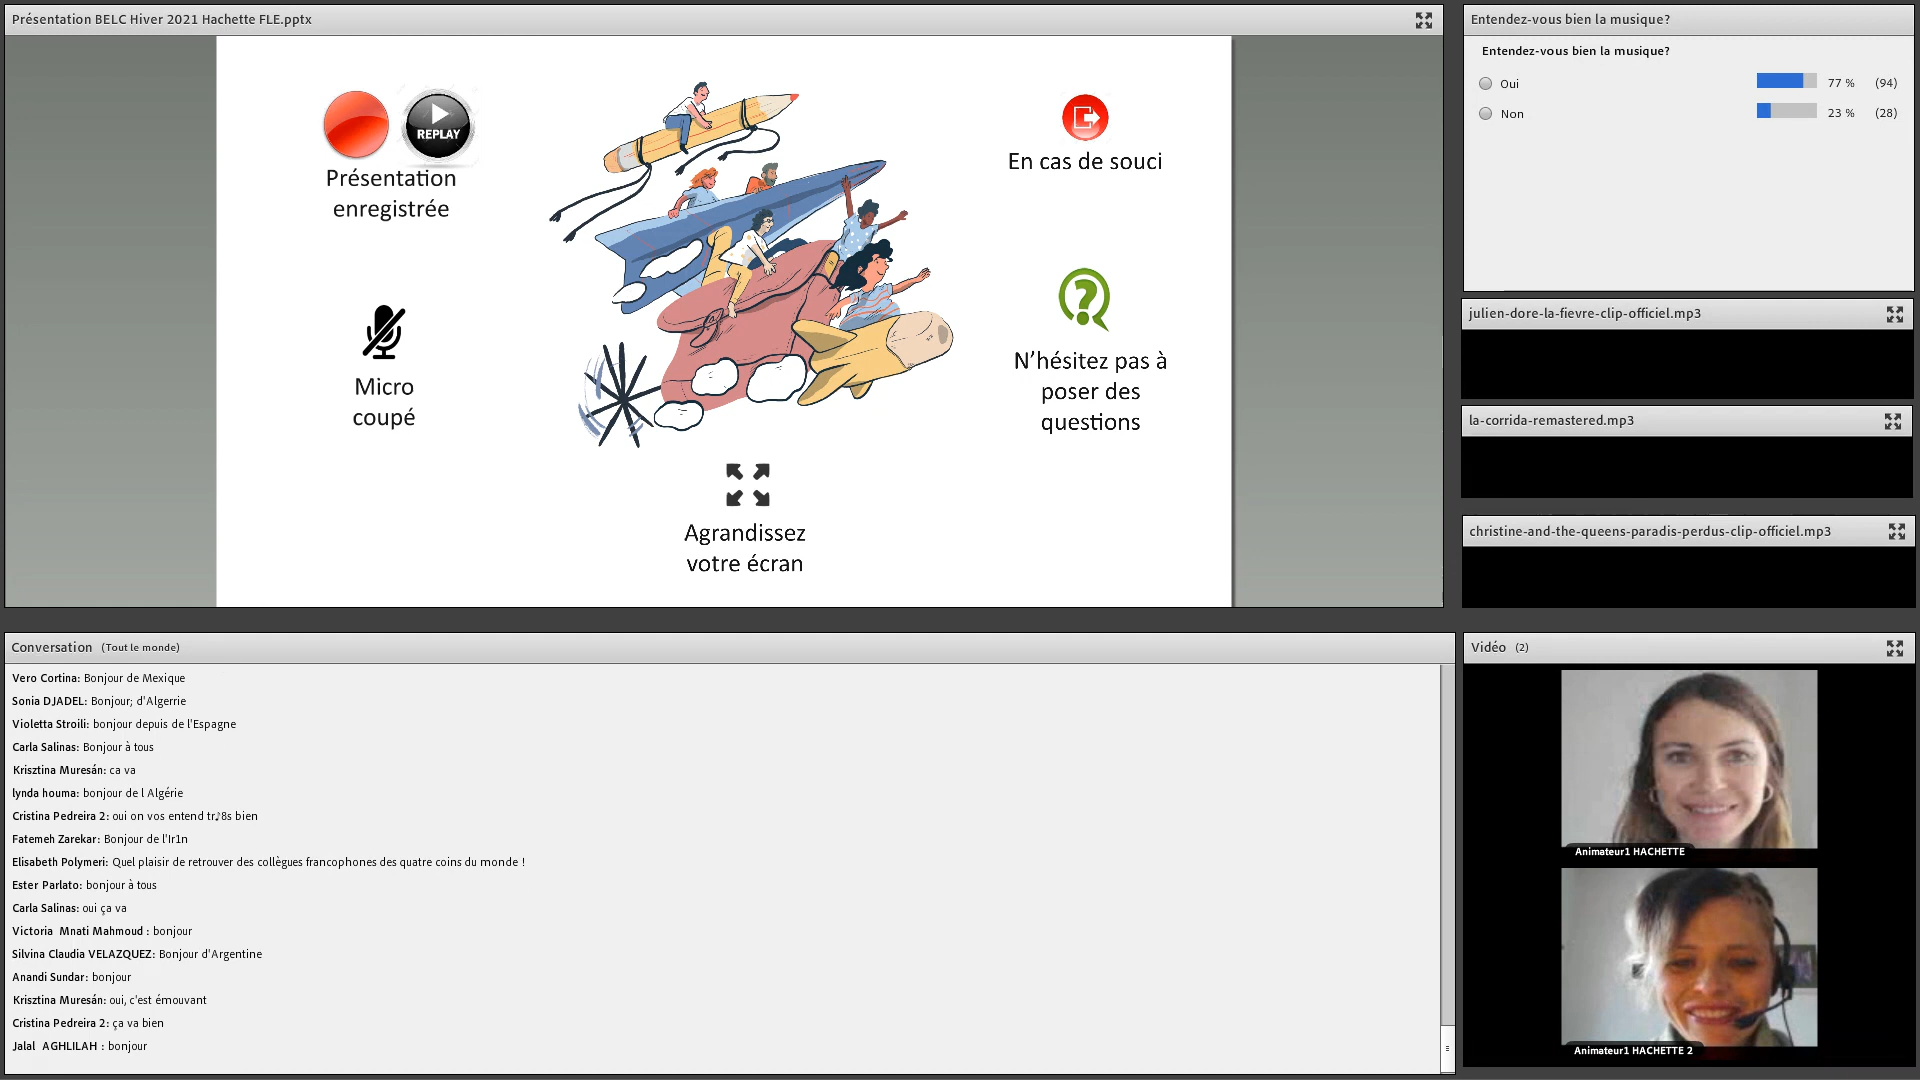 Présentation BELC Hiver 2021 Hachette FLE.pptx
REPLAY
Présentation
enregistrée
Micro
coupé
Agrandissez
votre écran
En cas de souci
N’hésitez pas à
poser des
questions
Entendez-vous bien la musique?
Entendez-vous bien la musique?
Oui 77 % (94)
Non 23 % (28)
julien-dore-la-fievre-clip-officiel.mp3
la-corrida-remastered.mp3
christine-and-the-queens-paradis-perdus-clip-officiel.mp3
Conversation (Tout le monde)
Vero Cortina: Bonjour de Mexique
Sonia DJADEL: Bonjour; d'Algerrie
Violetta Stroili: bonjour depuis de l'Espagne
Carla Salinas: Bonjour à tous
Krisztina Muresán: ca va
lynda houma: bonjour de l Algérie
Cristina Pedreira 2: oui on vos entend tr♪8s bien
Fatemeh Zarekar: Bonjour de l'Ir1n
Elisabeth Polymeri: Quel plaisir de retrouver des collègues francophones des quatre coins du monde !
Ester Parlato: bonjour à tous
Carla Salinas: oui ça va
Victoria Mnati Mahmoud : bonjour
Silvina Claudia VELAZQUEZ: Bonjour d'Argentine
Anandi Sundar: bonjour
Krisztina Muresán: oui, c'est émouvant
Cristina Pedreira 2: ça va bien
Jalal AGHLILAH : bonjour
Vidéo (2)
Animateur1 HACHETTE
Animateur1 HACHETTE 2